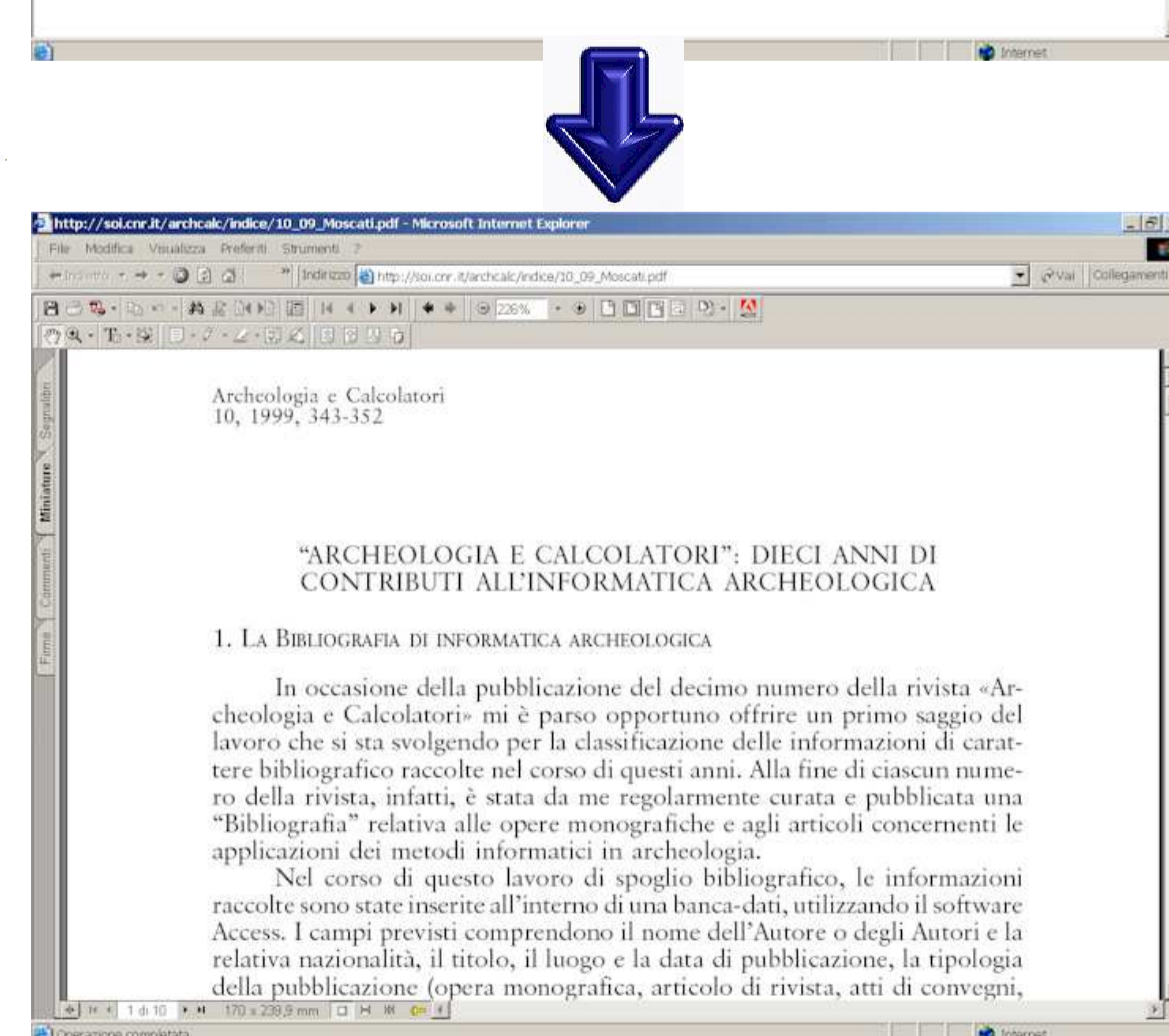 Internet
http://soi.cnr.it/archcalc/indice/10_09_Moscati.pdf - Microsoft Internet Explorer
File Modifica Visualizza Preferiti Strumenti ?
Indietro » Indirizzo http://soi.cnr.it/archcalc/indice/10_09_Moscati.pdf Vai Collegamenti
226%
Segnalibri
Miniature
Commenti
Firme
Archeologia e Calcolatori
10, 1999, 343-352
“ARCHEOLOGIA E CALCOLATORI”: DIECI ANNI DI
CONTRIBUTI ALL’INFORMATICA ARCHEOLOGICA
1. LA BIBLIOGRAFIA DI INFORMATICA ARCHEOLOGICA
In occasione della pubblicazione del decimo numero della rivista «Ar-
cheologia e Calcolatori» mi è parso opportuno offrire un primo saggio del
lavoro che si sta svolgendo per la classificazione delle informazioni di carat-
tere bibliografico raccolte nel corso di questi anni. Alla fine di ciascun nume-
ro della rivista, infatti, è stata da me regolarmente curata e pubblicata una
“Bibliografia” relativa alle opere monografiche e agli articoli concernenti le
applicazioni dei metodi informatici in archeologia.
Nel corso di questo lavoro di spoglio bibliografico, le informazioni
raccolte sono state inserite all’interno di una banca-dati, utilizzando il software
Access. I campi previsti comprendono il nome dell’Autore o degli Autori e la
relativa nazionalità, il titolo, il luogo e la data di pubblicazione, la tipologia
della pubblicazione (opera monografica, articolo di rivista, atti di convegni,
1 di 10 170 x 239,9 mm
Operazione completata Internet